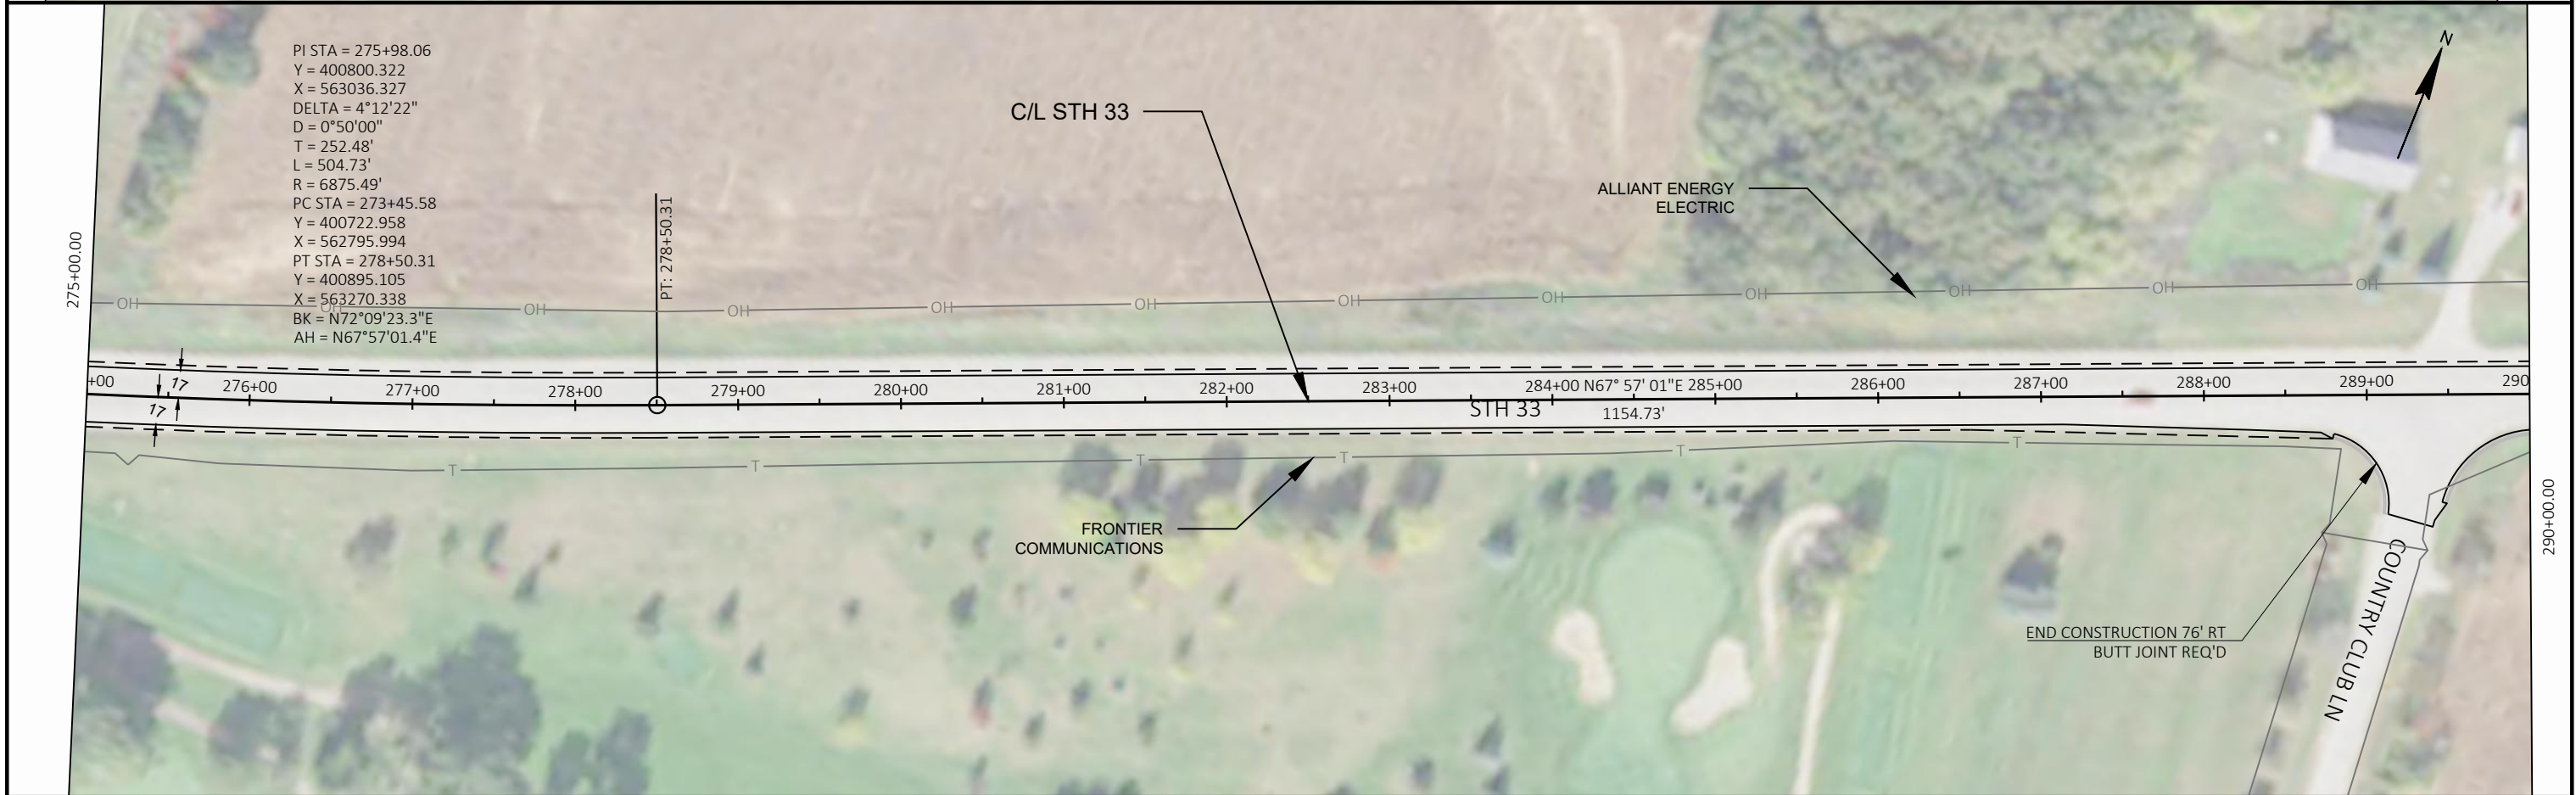 PI STA = 275+98.06
Y = 400800.322
X = 563036.327
DELTA = 4°12'22"
D = 0°50'00"
T = 252.48'
L = 504.73'
R = 6875.49'
PC STA = 273+45.58
Y = 400722.958
X = 562795.994
PT STA = 278+50.31
Y = 400895.105
X = 563270.338
BK = N72°09'23.3"E
AH = N67°57'01.4"E
N
C/L STH 33
ALLIANT ENERGY
ELECTRIC
PT: 278+50.31
275+00.00
OH OH OH OH OH OH OH OH OH OH OH OH
+00 276+00 277+00 278+00 279+00 280+00 281+00 282+00 283+00 284+00 N67° 57' 01"E 285+00 286+00 287+00 288+00 289+00 290
17
17
STH 33 1154.73'
T T T T T T
FRONTIER
COMMUNICATIONS
END CONSTRUCTION 76' RT
BUTT JOINT REQ'D
COUNTRY CLUB LN
290+00.00